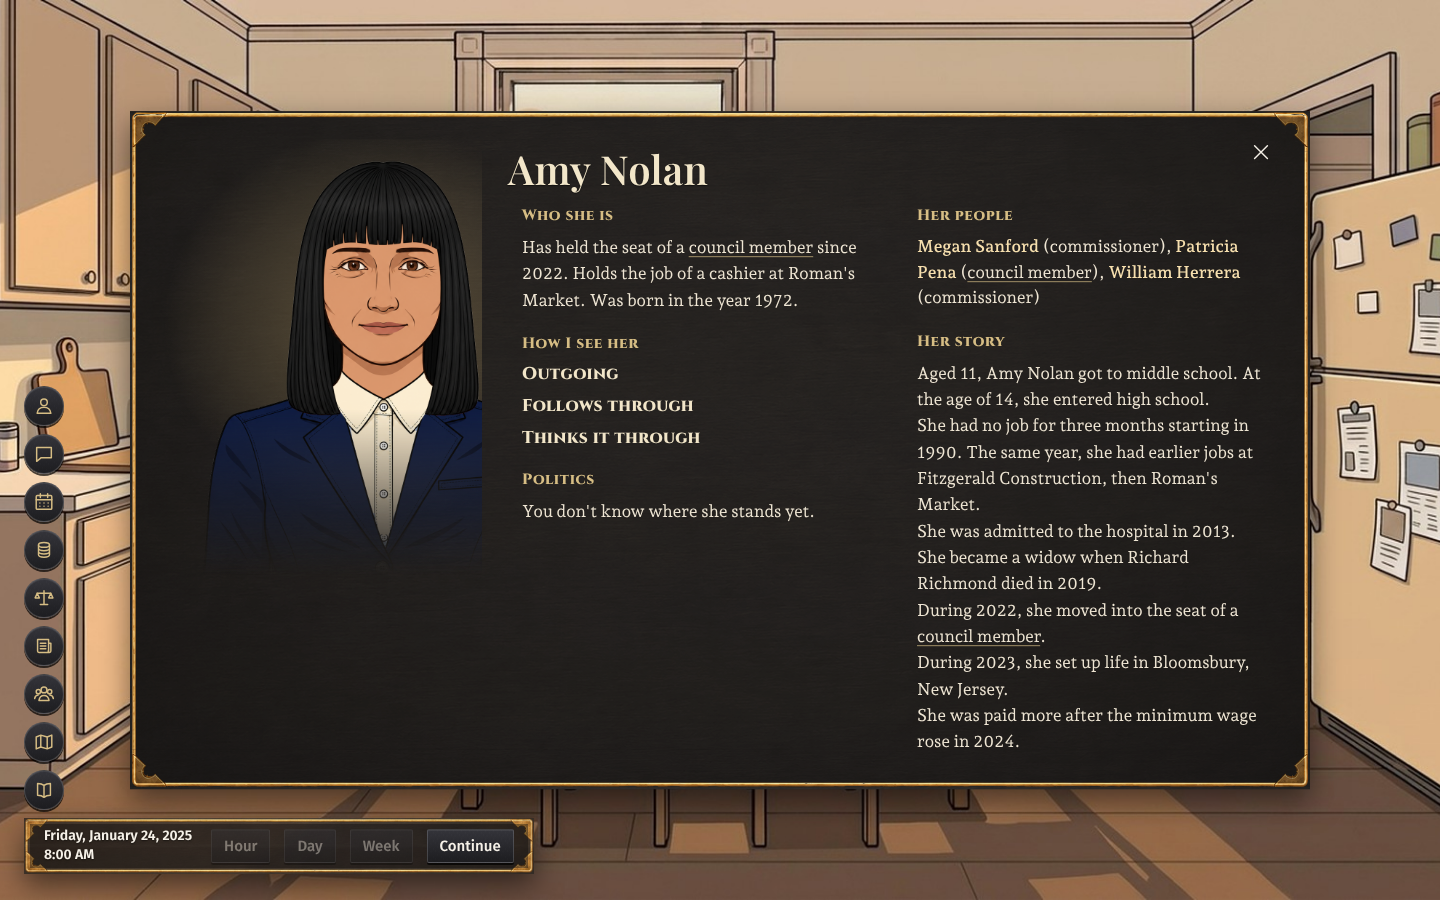 Amy Nolan
Who she is
Has held the seat of a council member since
2022. Holds the job of a cashier at Roman's
Market. Was born in the year 1972.
How I see her
Outgoing
Follows through
Thinks it through
Politics
You don't know where she stands yet.
Her people
Megan Sanford (commissioner), Patricia
Pena (council member), William Herrera
(commissioner)
Her story
Aged 11, Amy Nolan got to middle school. At
the age of 14, she entered high school.
She had no job for three months starting in
1990. The same year, she had earlier jobs at
Fitzgerald Construction, then Roman's
Market.
She was admitted to the hospital in 2013.
She became a widow when Richard
Richmond died in 2019.
During 2022, she moved into the seat of a
council member.
During 2023, she set up life in Bloomsbury,
New Jersey.
She was paid more after the minimum wage
rose in 2024.
Friday, January 24, 2025
8:00 AM
Hour
Day
Week
Continue